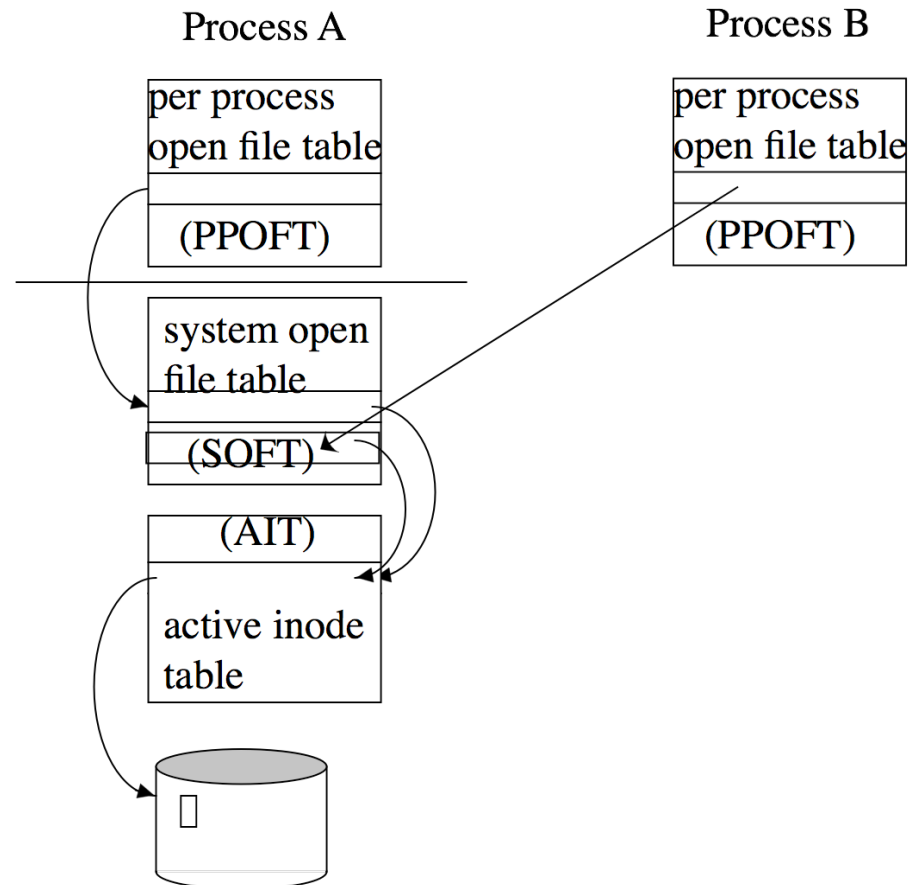 Process A
Process B
per process
open file table
(PPOFT)
per process
open file table
(PPOFT)
system open
file table
(SOFT)
(AIT)
active inode
table